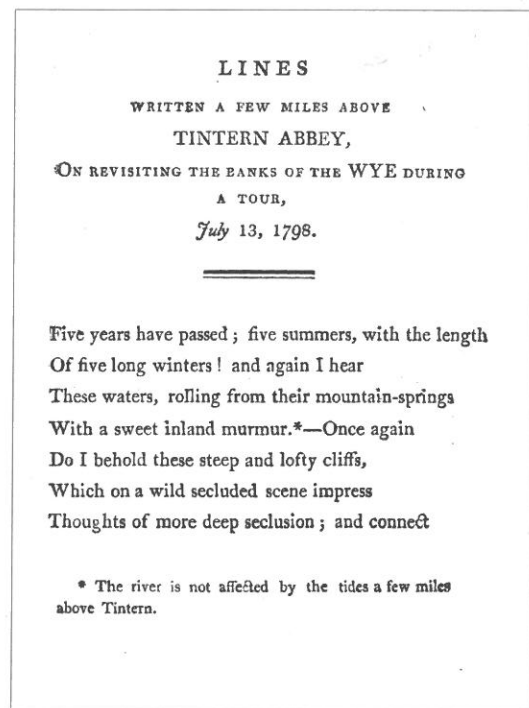 LINES
WRITTEN A FEW MILES ABOVE
TINTERN ABBEY,
ON REVISITING THE BANKS OF THE WYE DURING
A TOUR,
July 13, 1798.
Five years have passed; five summers, with the length
Of five long winters! and again I hear
These waters, rolling from their mountain-springs
With a sweet inland murmur.*—Once again
Do I behold these steep and lofty cliffs,
Which on a wild secluded scene impress
Thoughts of more deep seclusion; and connect
* The river is not affected by the tides a few miles
above Tintern.